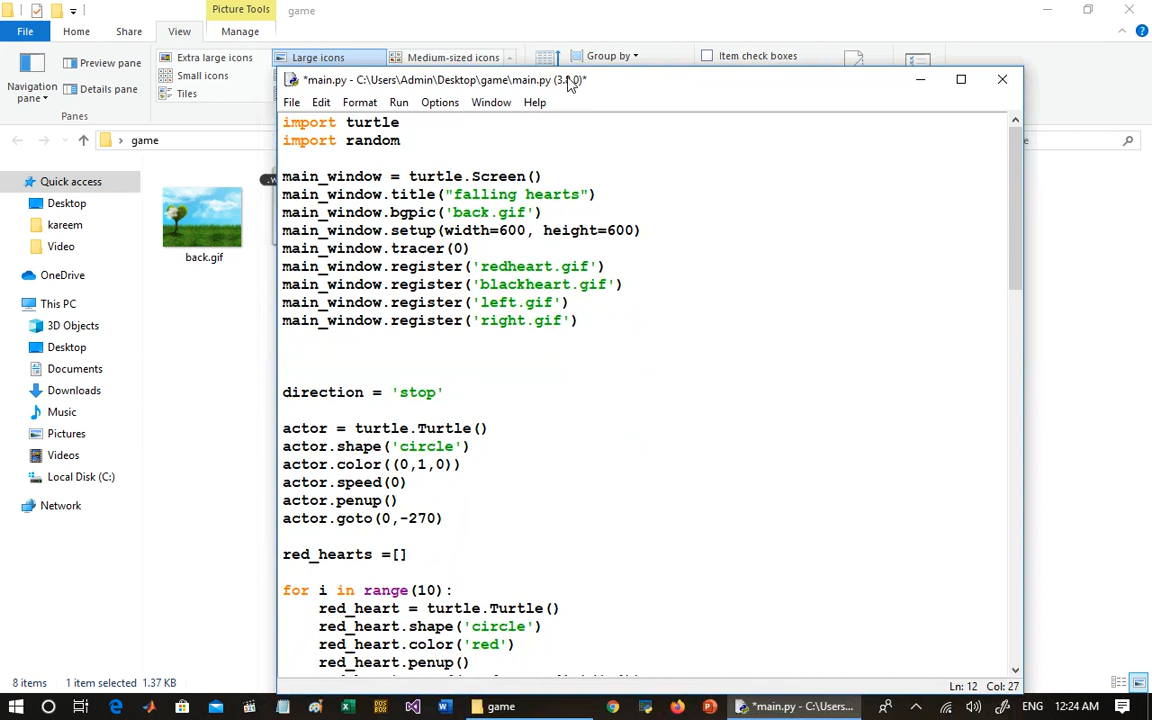 Picture Tools
game
File
Home
Share
View
Manage
Navigation pane
Preview pane
Details pane
Panes
Extra large icons
Large icons
Medium-sized icons
Small icons
Tiles
Group by
Item check boxes
game
Quick access
Desktop
kareem
Video
OneDrive
This PC
3D Objects
Desktop
Documents
Downloads
Music
Pictures
Videos
Local Disk (C:)
Network
back.gif
8 items
1 item selected 1.37 KB
*main.py - C:\Users\Admin\Desktop\game\main.py
File Edit Format Run Options Window Help
import turtle
import random
main_window = turtle.Screen()
main_window.title("falling hearts")
main_window.bgpic('back.gif')
main_window.setup(width=600, height=600)
main_window.tracer(0)
main_window.register('redheart.gif')
main_window.register('blackheart.gif')
main_window.register('left.gif')
main_window.register('right.gif')
direction = 'stop'
actor = turtle.Turtle()
actor.shape('circle')
actor.color((0,1,0))
actor.speed(0)
actor.penup()
actor.goto(0,-270)
red_hearts =[]
for i in range(10):
    red_heart = turtle.Turtle()
    red_heart.shape('circle')
    red_heart.color('red')
    red_heart.penup()
Ln: 12 Col: 27
game
*main.py - C:\Users...
12:24 AM